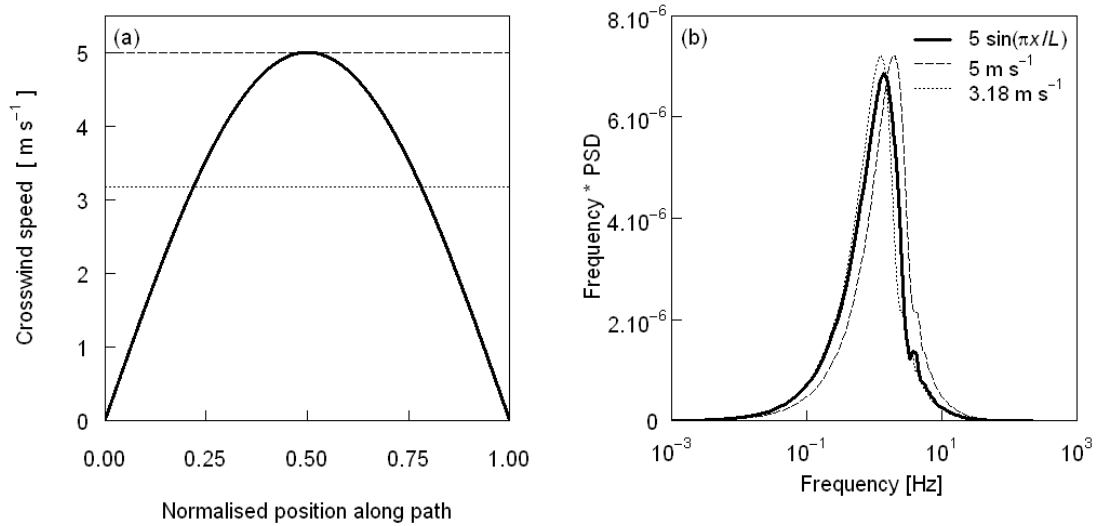 (a)
Crosswind speed [ m s⁻¹ ]
5
4
3
2
1
0
0.00 0.25 0.50 0.75 1.00
Normalised position along path
(b)
Frequency * PSD
8.10⁻⁶
6.10⁻⁶
4.10⁻⁶
2.10⁻⁶
0
5 sin(πx/L)
5 m s⁻¹
3.18 m s⁻¹
10⁻³ 10⁻¹ 10¹ 10³
Frequency [Hz]